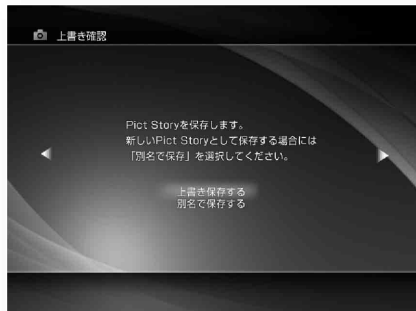 上書き確認
Pict Storyを保存します。
新しいPict Storyとして保存する場合には
「別名で保存」を選択してください。
上書き保存する
別名で保存する